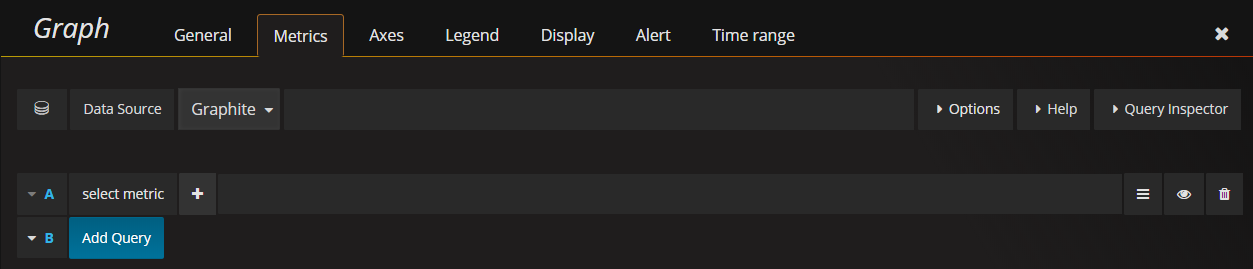 Graph General Metrics Axes Legend Display Alert Time range
Data Source Graphite Options Help Query Inspector
A select metric
B Add Query